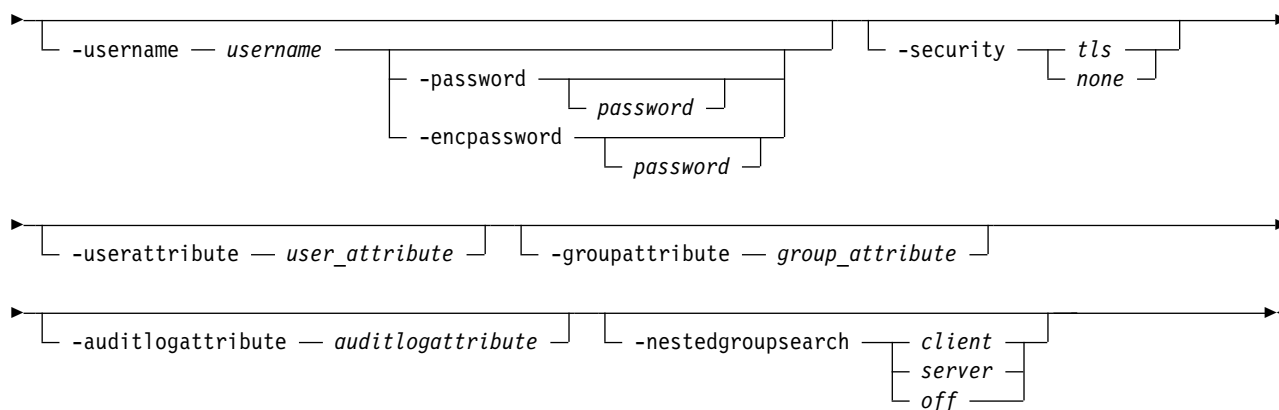 -username username -security tls
-password none
password
-encpassword
password
-userattribute user_attribute -groupattribute group_attribute
-auditlogattribute auditlogattribute -nestedgroupsearch client
server
off